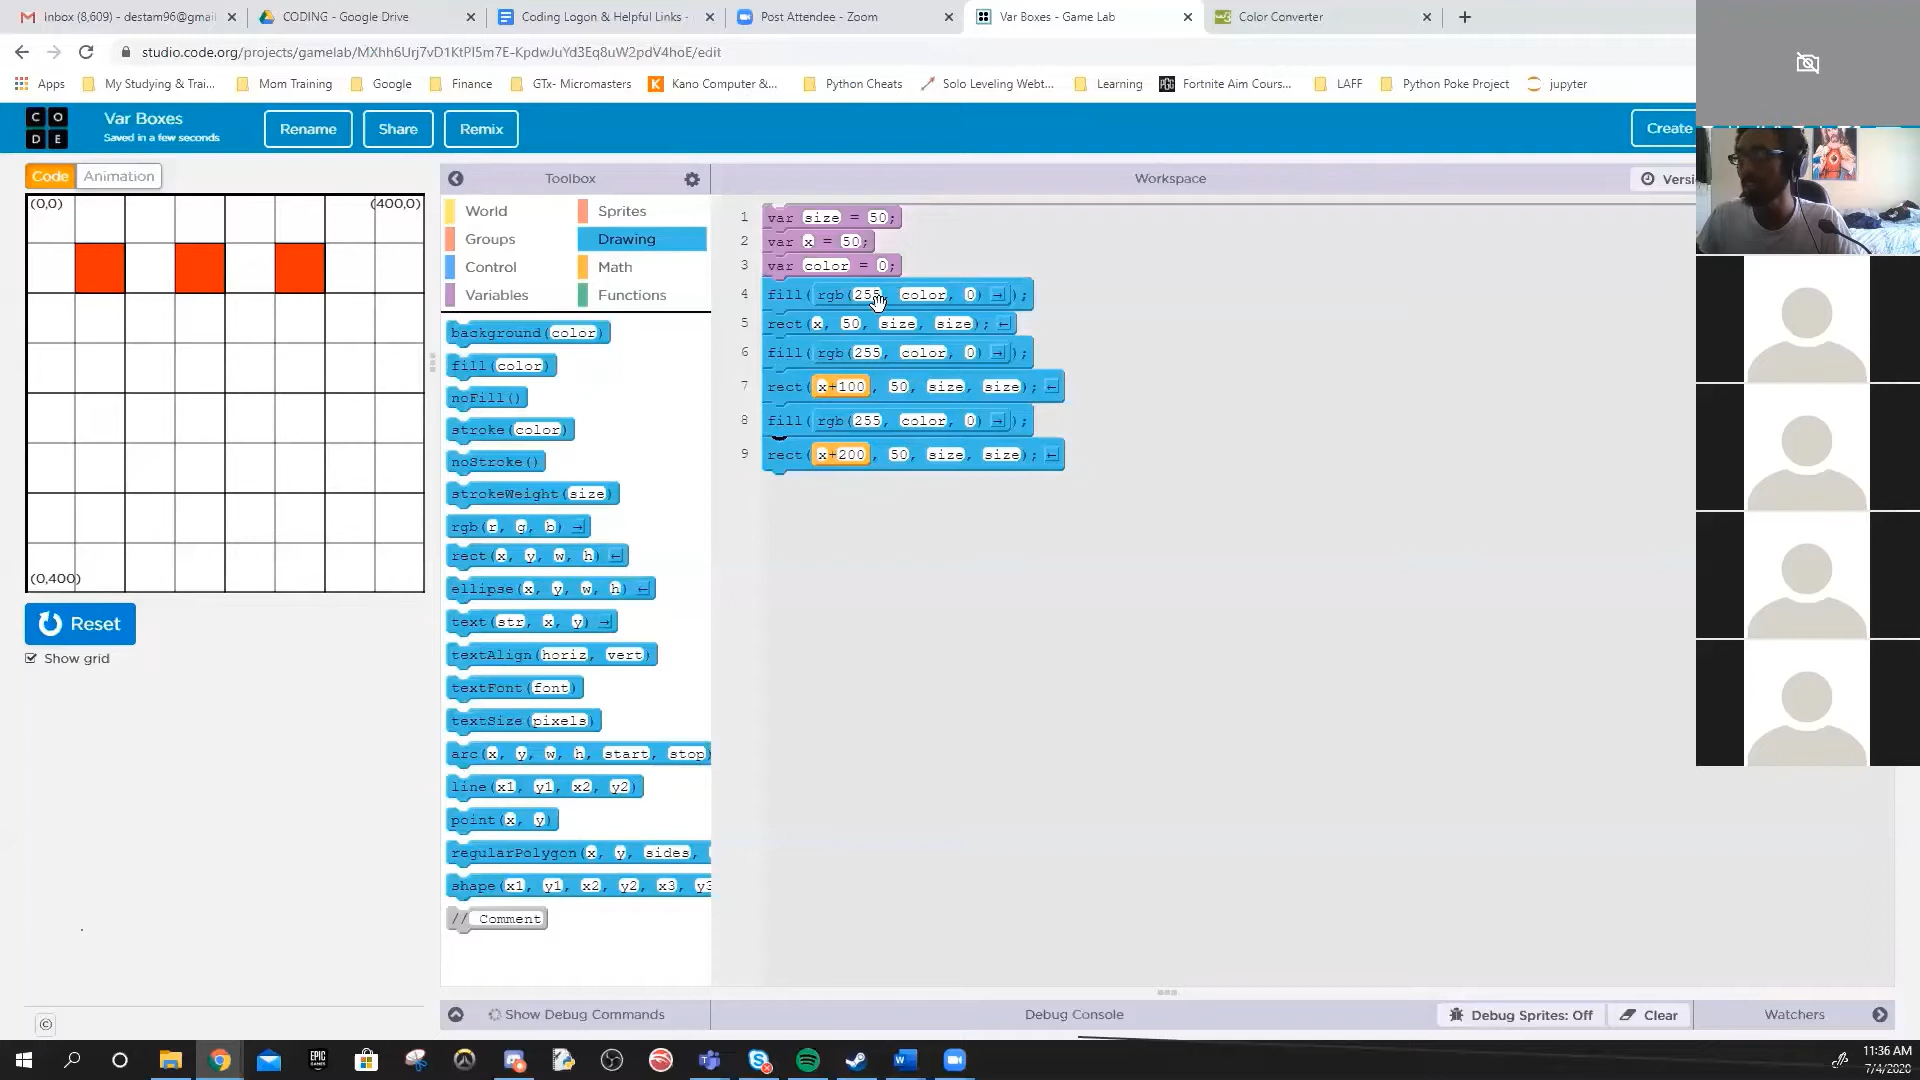 Inbox (8,609) - destam96@gmai
CODING - Google Drive
Coding Logon & Helpful Links -
Post Attendee - Zoom
Var Boxes - Game Lab
Color Converter
studio.code.org/projects/gamelab/MXhh6Urj7vD1KtPI5m7E-KpdwJuYd3Eq8uW2pdV4hoE/edit
Apps
My Studying & Trai...
Mom Training
Google
Finance
GTx- Micromasters
Kano Computer &...
Python Cheats
Solo Leveling Webt...
Learning
Fortnite Aim Cours...
LAFF
Python Poke Project
jupyter
C O D E
Var Boxes
Saved in a few seconds
Rename
Share
Remix
Create
Code
Animation
Toolbox
Workspace
Versi
(0,0)
(400,0)
(0,400)
Reset
Show grid
World
Sprites
Groups
Drawing
Control
Math
Variables
Functions
background(color)
fill(color)
noFill()
stroke(color)
noStroke()
strokeWeight(size)
rgb(r, g, b)
rect(x, y, w, h)
ellipse(x, y, w, h)
text(str, x, y)
textAlign(horiz, vert)
textFont(font)
textSize(pixels)
arc(x, y, w, h, start, stop)
line(x1, y1, x2, y2)
point(x, y)
regularPolygon(x, y, sides,
shape(x1, y1, x2, y2, x3, y3
// Comment
1 var size = 50;
2 var x = 50;
3 var color = 0;
4 fill(rgb(255, color, 0));
5 rect(x, 50, size, size);
6 fill(rgb(255, color, 0));
7 rect(x+100, 50, size, size);
8 fill(rgb(255, color, 0));
9 rect(x+200, 50, size, size);
Show Debug Commands
Debug Console
Debug Sprites: Off
Clear
Watchers
11:36 AM
7/4/2020